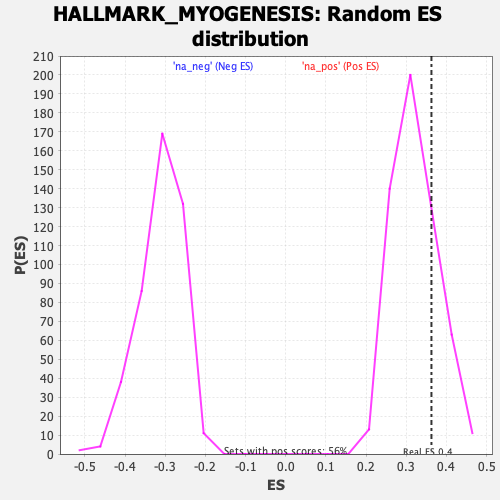 HALLMARK_MYOGENESIS: Random ES
distribution
'na_neg' (Neg ES)
'na_pos' (Pos ES)
P(ES)
210
200
190
180
170
160
150
140
130
120
110
100
90
80
70
60
50
40
30
20
10
0
Sets with pos scores: 56%
Real ES 0.4
-0.5 -0.4 -0.3 -0.2 -0.1 0.0 0.1 0.2 0.3 0.4 0.5
ES